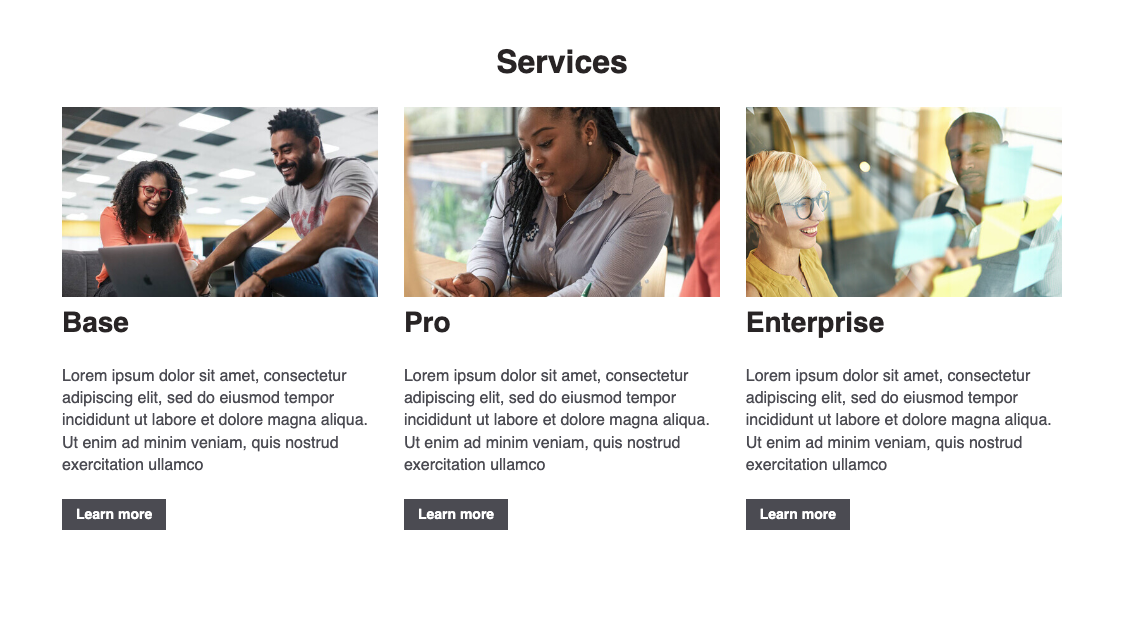 Services
Base
Lorem ipsum dolor sit amet, consectetur
adipiscing elit, sed do eiusmod tempor
incididunt ut labore et dolore magna aliqua.
Ut enim ad minim veniam, quis nostrud
exercitation ullamco
Learn more
Pro
Lorem ipsum dolor sit amet, consectetur
adipiscing elit, sed do eiusmod tempor
incididunt ut labore et dolore magna aliqua.
Ut enim ad minim veniam, quis nostrud
exercitation ullamco
Learn more
Enterprise
Lorem ipsum dolor sit amet, consectetur
adipiscing elit, sed do eiusmod tempor
incididunt ut labore et dolore magna aliqua.
Ut enim ad minim veniam, quis nostrud
exercitation ullamco
Learn more